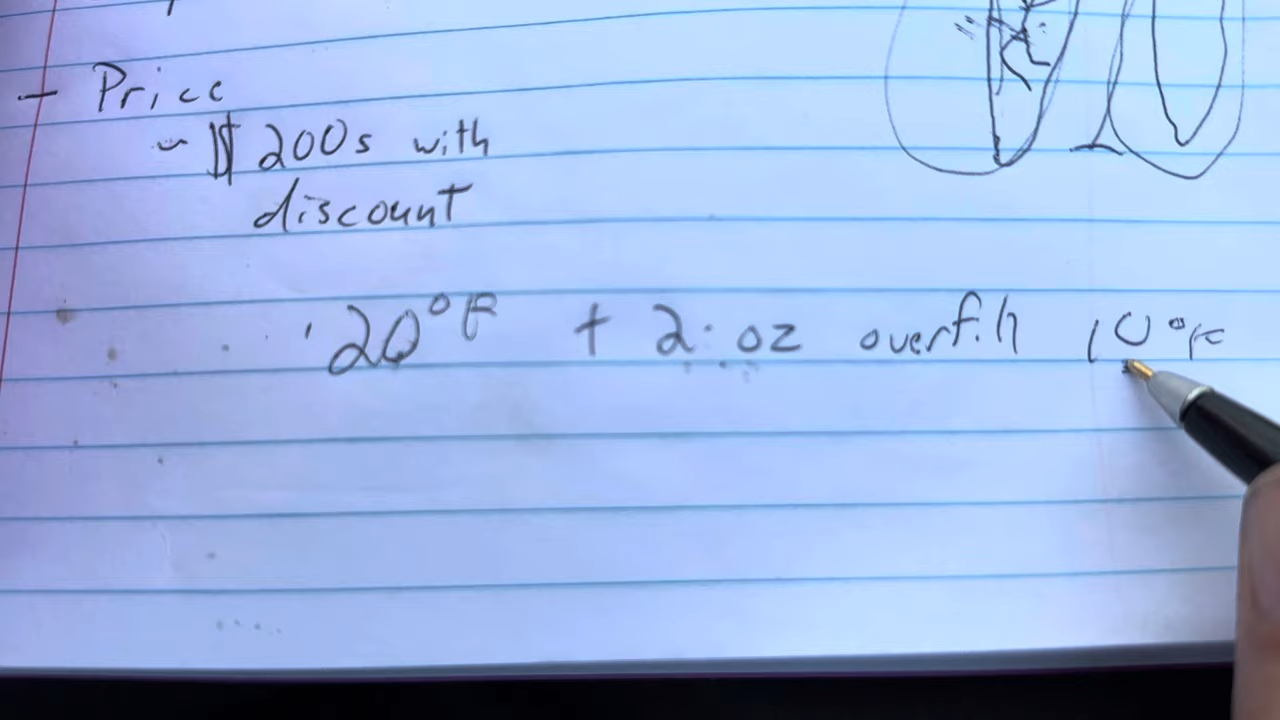 - Price
- $200s with
discount
20°F + 2 oz overfill 10°F